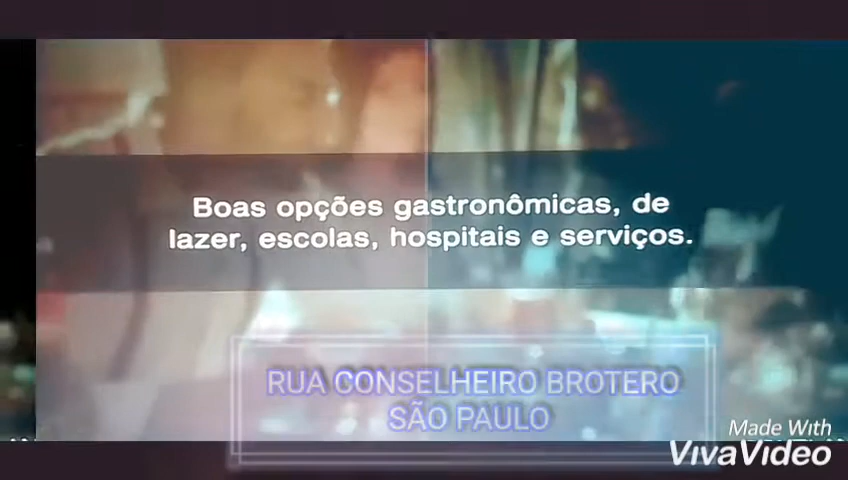 Boas opções gastronômicas, de
lazer, escolas, hospitais e serviços.
RUA CONSELHEIRO BROTERO
SÃO PAULO
Made With
VivaVideo